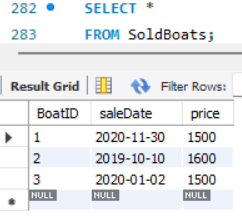 282 SELECT *
283 FROM SoldBoats;
Result Grid Filter Rows:
BoatID saleDate price
1 2020-11-30 1500
2 2019-10-10 1600
3 2020-01-02 1500
NULL NULL NULL